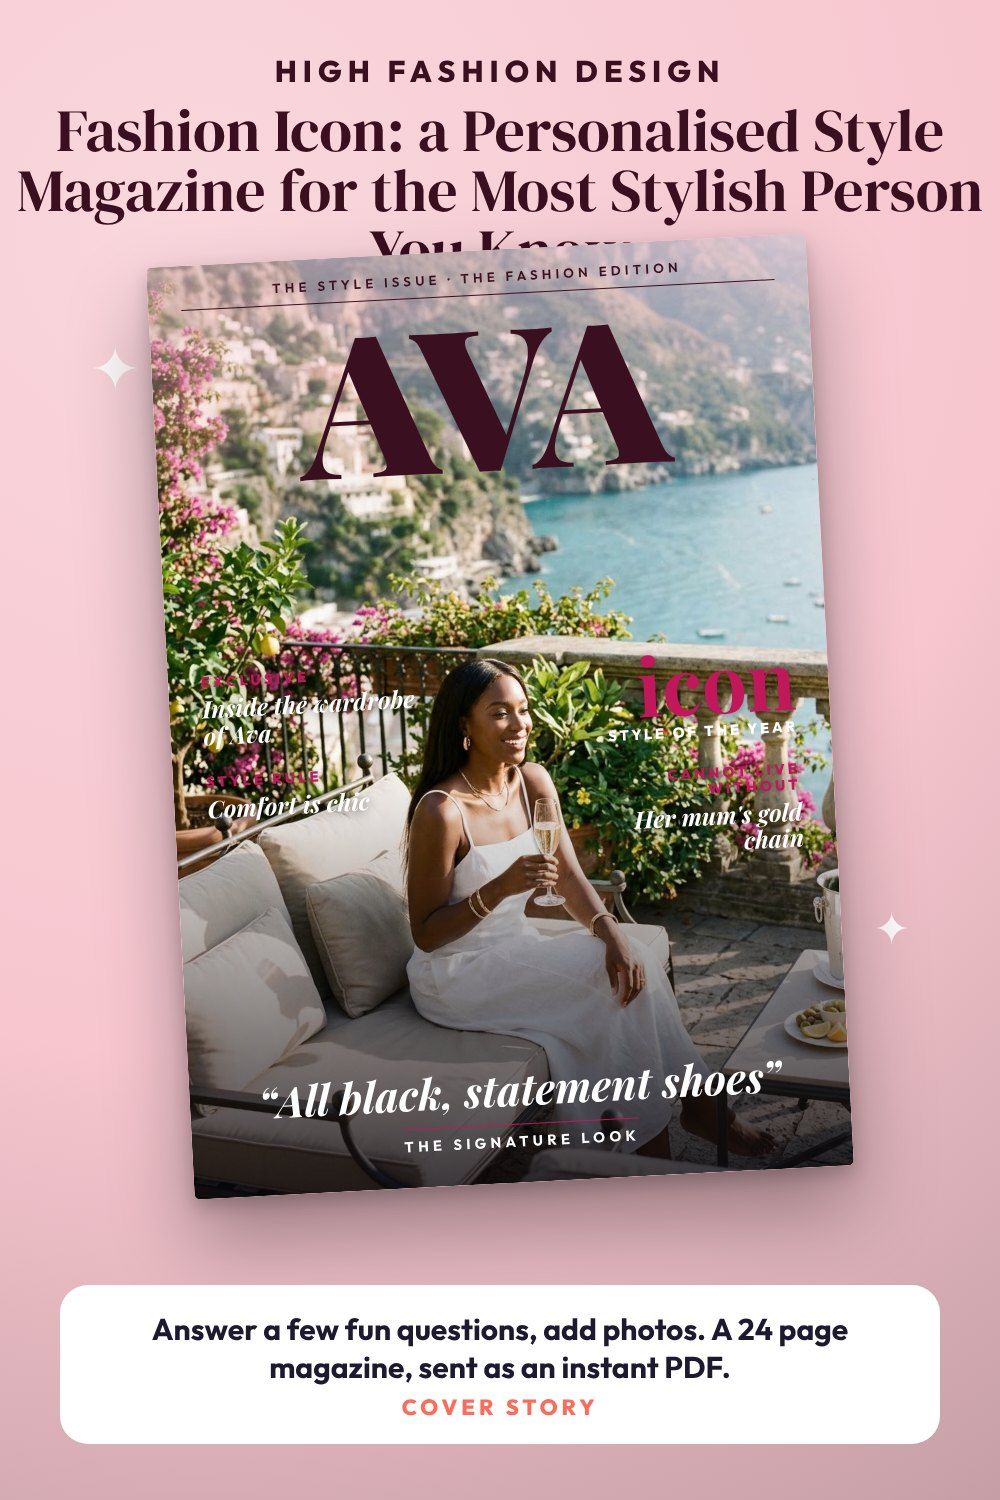 HIGH FASHION DESIGN
Fashion Icon: a Personalised Style
Magazine for the Most Stylish Person
You Know
THE STYLE ISSUE · THE FASHION EDITION
AVA
EXCLUSIVE
Inside the wardrobe
of Ava
STYLE RULE
Comfort is chic
icon
STYLE OF THE YEAR
CANNOT LIVE
WITHOUT
Her mum's gold
chain
“All black, statement shoes”
THE SIGNATURE LOOK
Answer a few fun questions, add photos. A 24 page
magazine, sent as an instant PDF.
COVER STORY